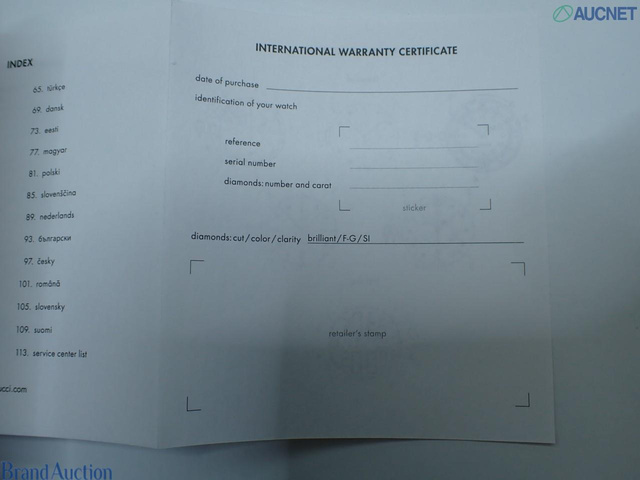 AUCNET
INDEX
65. türkçe
69. dansk
73. eesti
77. magyar
81. polski
85. slovenščina
89. nederlands
93. български
97. česky
101. română
105. slovensky
109. suomi
113. service center list
ucci.com
INTERNATIONAL WARRANTY CERTIFICATE
date of purchase
identification of your watch
reference
serial number
diamonds: number and carat
sticker
diamonds: cut / color / clarity brilliant / F-G / SI
retailer's stamp
Brand Auction